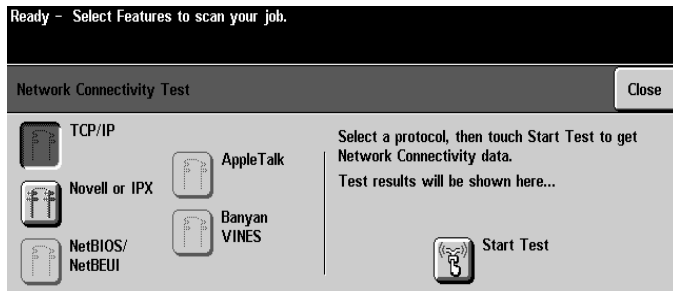 Ready - Select Features to scan your job.
Network Connectivity Test
Close
TCP/IP
Novell or IPX
NetBIOS/
NetBEUI
AppleTalk
Banyan
VINES
Select a protocol, then touch Start Test to get
Network Connectivity data.
Test results will be shown here...
Start Test